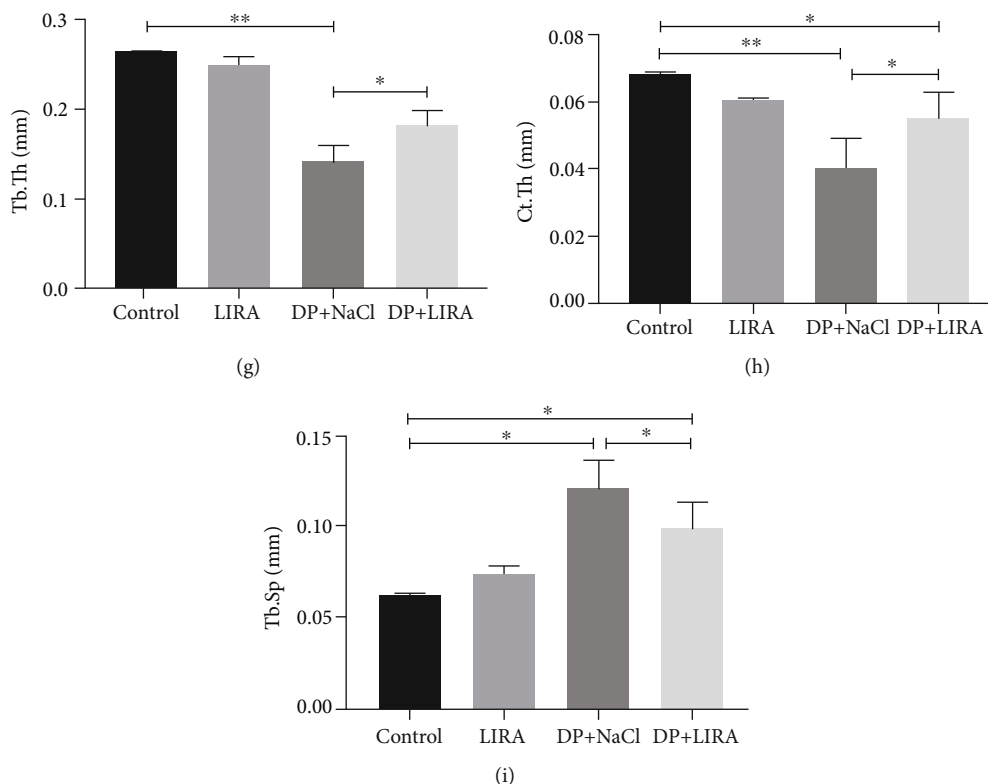 **
*
0.3
0.2
0.1
0.0
Tb.Th (mm)
Control LIRA DP+NaCl DP+LIRA
(g)
*
**
*
0.08
0.06
0.04
0.02
0.00
Ct.Th (mm)
Control LIRA DP+NaCl DP+LIRA
(h)
*
*
*
0.15
0.10
0.05
0.00
Tb.Sp (mm)
Control LIRA DP+NaCl DP+LIRA
(i)